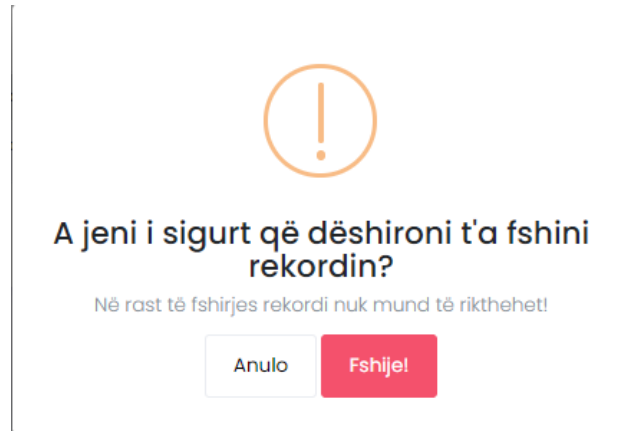 A jeni i sigurt që dëshironi t'a fshini
rekordin?
Në rast të fshirjes rekordi nuk mund të rikthehet!
Anulo
Fshije!